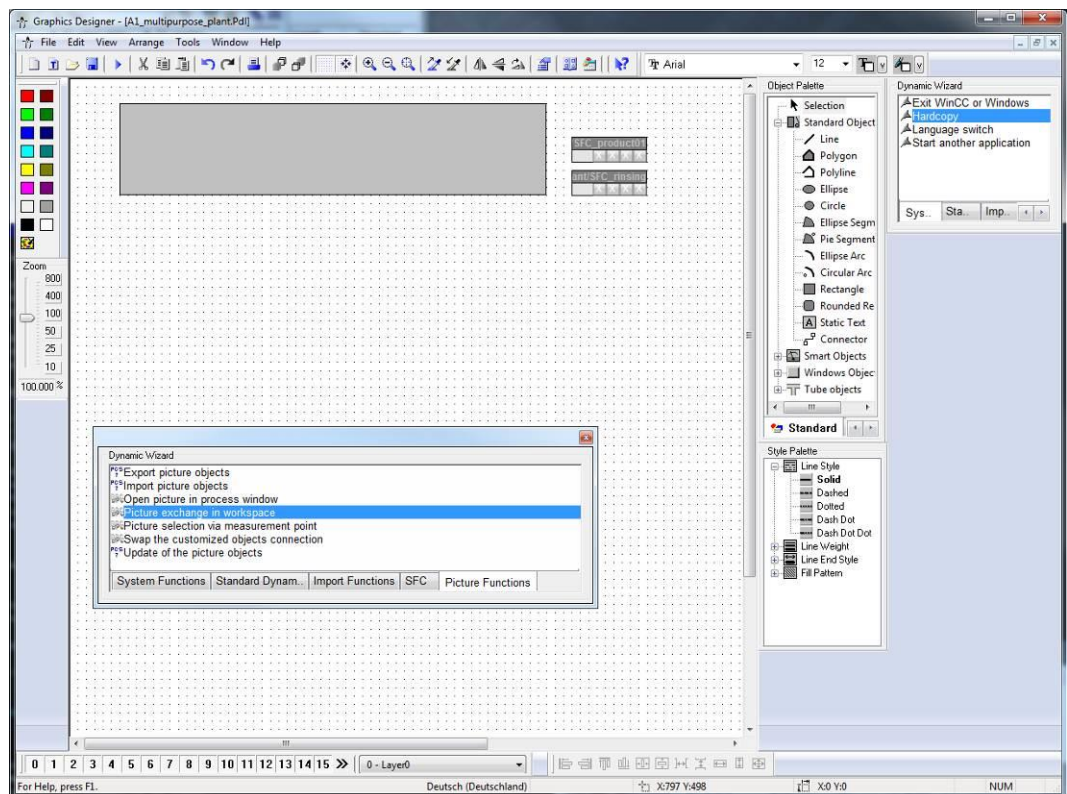 Graphics Designer - [A1_multipurpose_plant.Pdl]
File Edit View Arrange Tools Window Help
Arial 12
Object Palette
Selection
Standard Object
Line
Polygon
Polyline
Ellipse
Circle
Ellipse Segm
Pie Segment
Ellipse Arc
Circular Arc
Rectangle
Rounded Re
Static Text
Connector
Smart Objects
Windows Objec
Tube objects
Standard
Dynamic Wizard
Exit WinCC or Windows
Hardcopy
Language switch
Start another application
Sys.. Sta.. Imp..
SFC_product01
X X X X
ant/SFC_rinsing
X X X X
Zoom
800
400
100
50
25
10
100.000 %
Style Palette
Line Style
Solid
Dashed
Dotted
Dash Dot
Dash Dot Dot
Line Weight
Line End Style
Fill Pattern
Dynamic Wizard
Export picture objects
Import picture objects
Open picture in process window
Picture exchange in workspace
Picture selection via measurement point
Swap the customized objects connection
Update of the picture objects
System Functions Standard Dynam.. Import Functions SFC Picture Functions
0 1 2 3 4 5 6 7 8 9 10 11 12 13 14 15 0 - Layer0
For Help, press F1. Deutsch (Deutschland) X:797 Y:498 X:0 Y:0 NUM